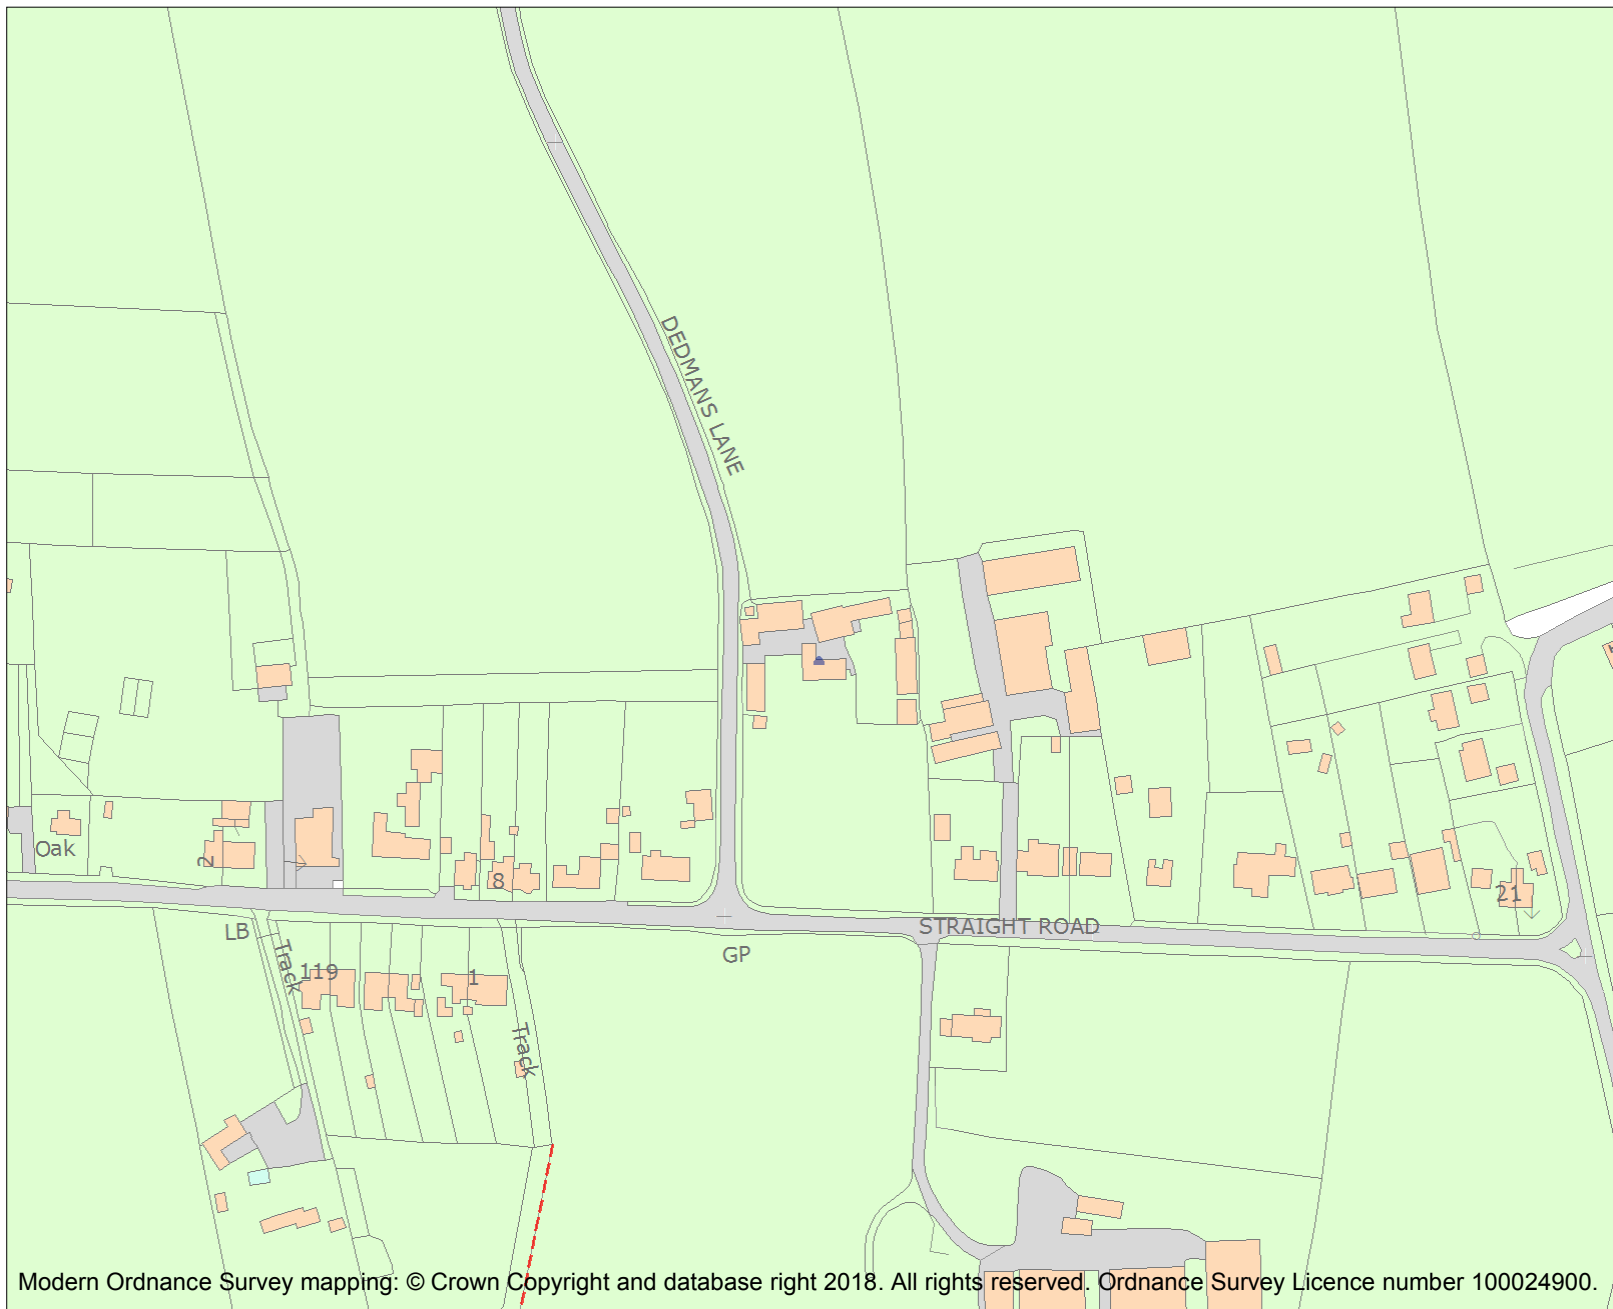 DEDMANS LANE
Oak
2
8
21
STRAIGHT ROAD
LB
GP
Track
119
1
Track
Modern Ordnance Survey mapping: © Crown Copyright and database right 2018. All rights reserved. Ordnance Survey Licence number 100024900.